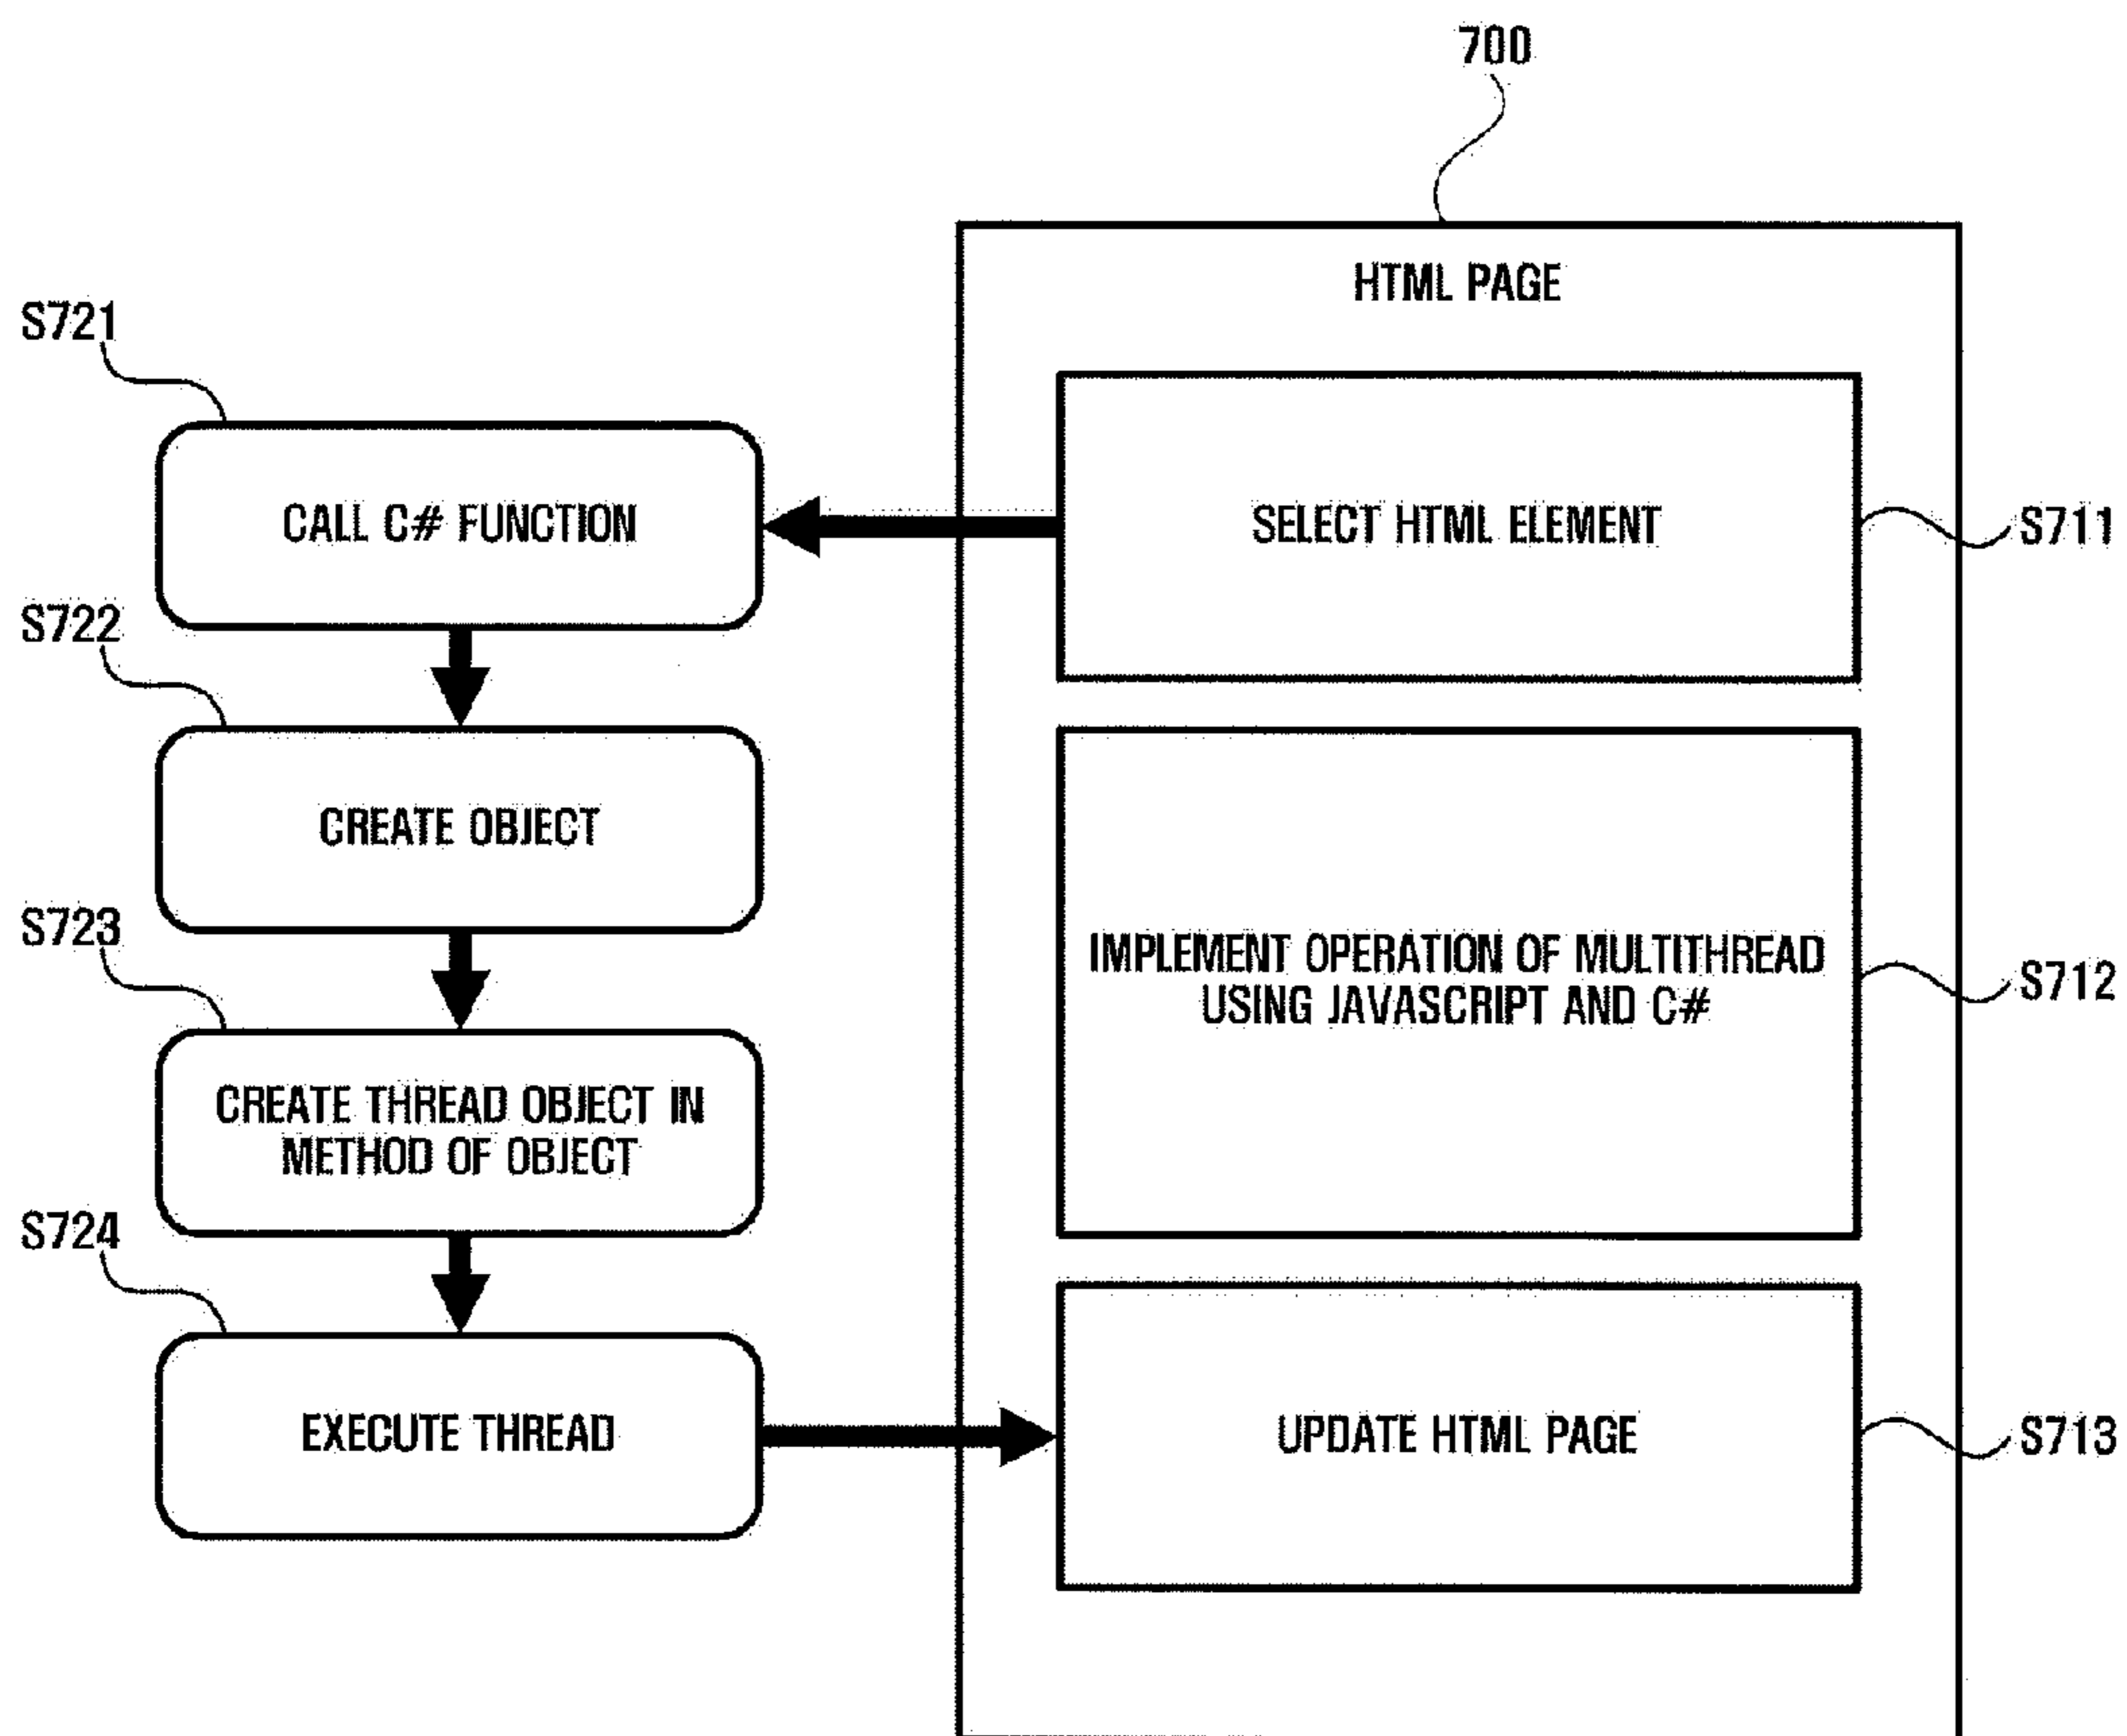 700
HTML PAGE
S721
CALL C# FUNCTION
SELECT HTML ELEMENT
S711
S722
CREATE OBJECT
S723
IMPLEMENT OPERATION OF MULTITHREAD
USING JAVASCRIPT AND C#
S712
CREATE THREAD OBJECT IN
METHOD OF OBJECT
S724
EXECUTE THREAD
UPDATE HTML PAGE
S713